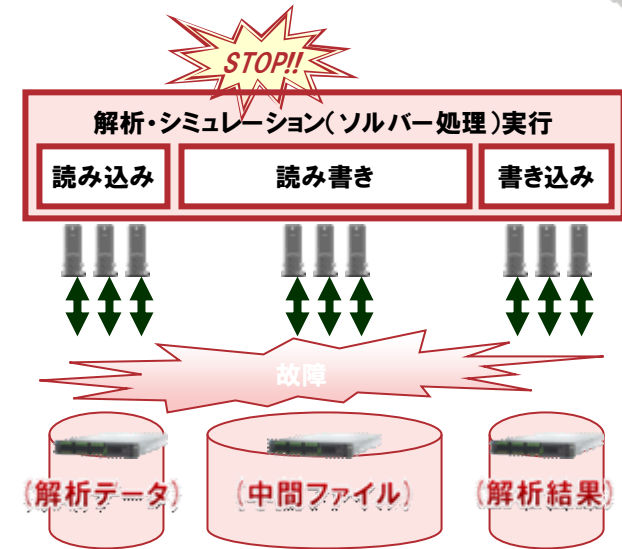 STOP!!
解析・シミュレーション(ソルバー処理)実行
読み込み
読み書き
書き込み
故障
(解析データ)
(中間ファイル)
(解析結果)